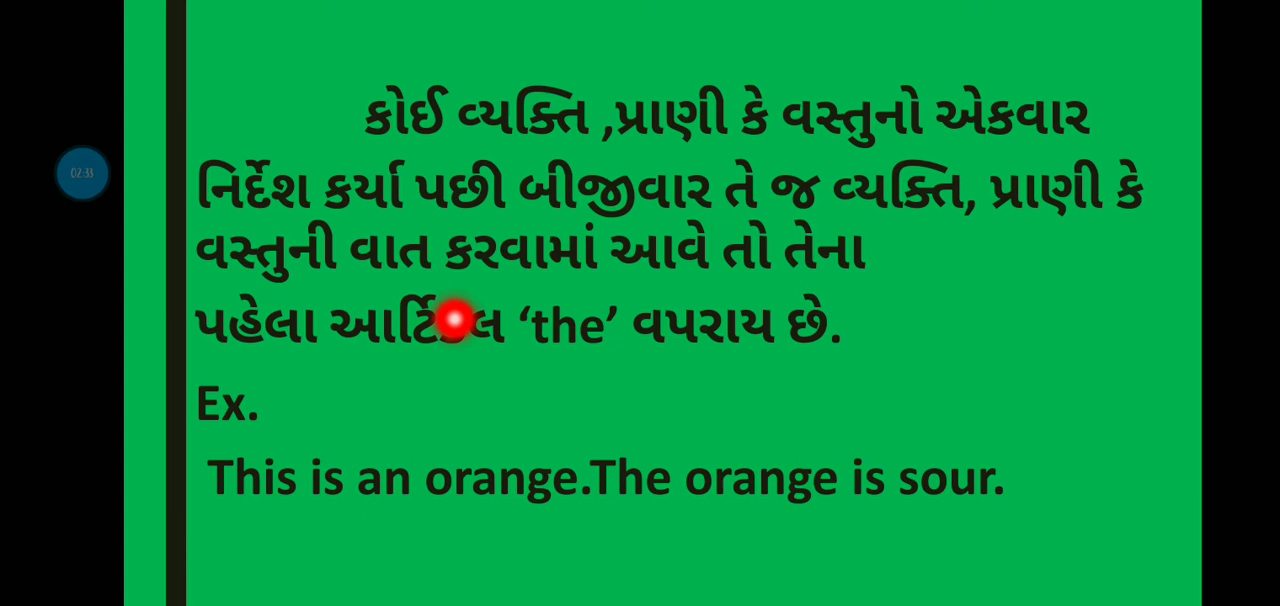 કોઈ વ્યક્તિ ,પ્રાણી કે વસ્તુનો એકવાર
નિર્દેશ કર્યા પછી બીજીવાર તે જ વ્યક્તિ, પ્રાણી કે
વસ્તુની વાત કરવામાં આવે તો તેના
પહેલા આર્ટિકલ ‘the’ વપરાય છે.
Ex.
This is an orange.The orange is sour.
02:33